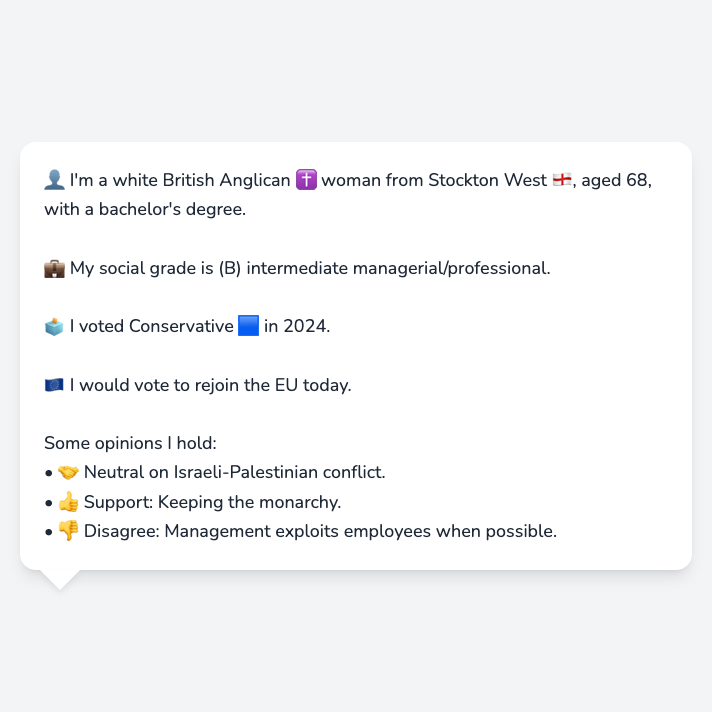 👤 I'm a white British Anglican ✝️ woman from Stockton West 🏴󠁧󠁢󠁥󠁮󠁧󠁿, aged 68,
with a bachelor's degree.
💼 My social grade is (B) intermediate managerial/professional.
🗳️ I voted Conservative 🟦 in 2024.
🇪🇺 I would vote to rejoin the EU today.
Some opinions I hold:
• 🤝 Neutral on Israeli-Palestinian conflict.
• 👍 Support: Keeping the monarchy.
• 👎 Disagree: Management exploits employees when possible.